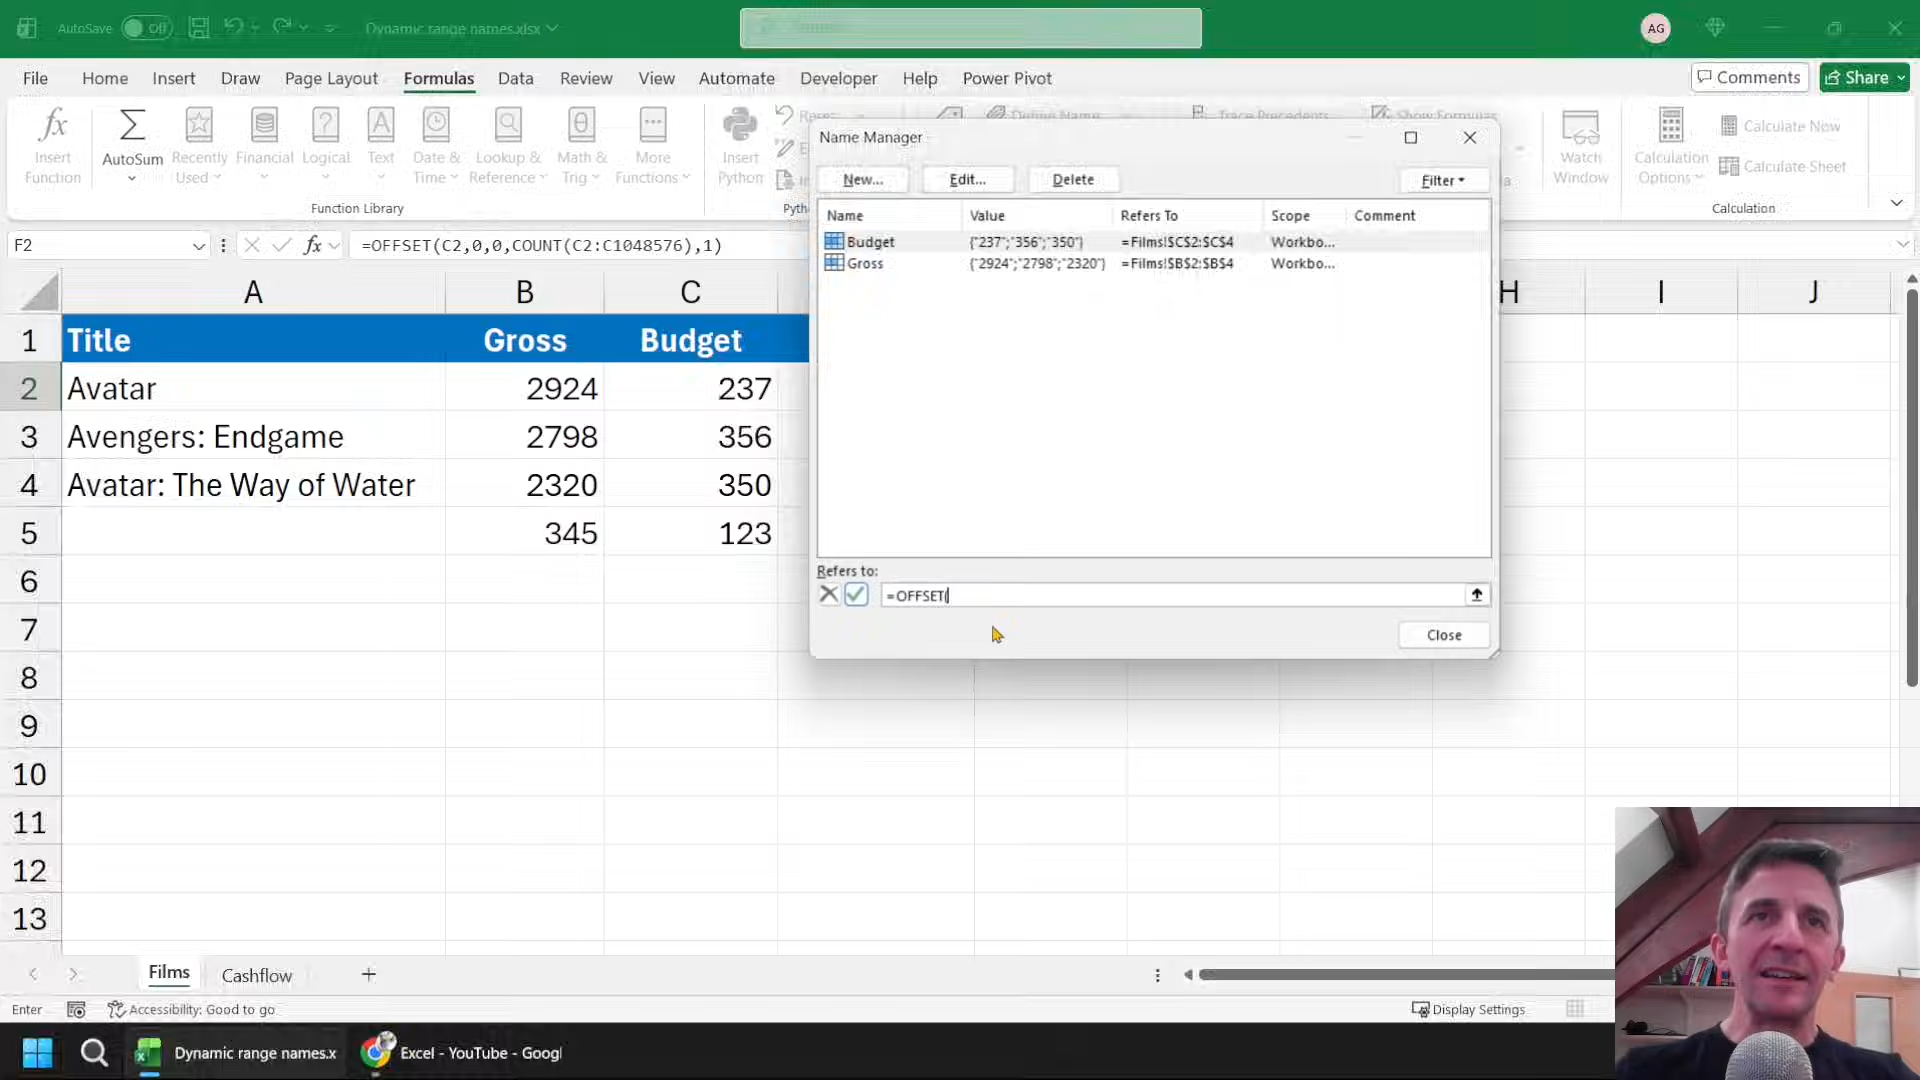 AutoSave Off Dynamic range names.xlsx AG
File Home Insert Draw Page Layout Formulas Data Review View Automate Developer Help Power Pivot Comments Share
Insert Function
AutoSum
Recently Used
Financial
Logical
Text
Date & Time
Lookup & Reference
Math & Trig
More Functions
Insert Python
Define Name
Trace Precedents
Show Formulas
Watch Window
Calculation Options
Calculate Now
Calculate Sheet
Function Library
Calculation
F2 fx =OFFSET(C2,0,0,COUNT(C2:C1048576),1)
Name Manager
New... Edit... Delete Filter
Name Value Refers To Scope Comment
Budget {"237";"356";"350"} =Films!$C$2:$C$4 Workbo...
Gross {"2924";"2798";"2320"} =Films!$B$2:$B$4 Workbo...
Refers to:
=OFFSET(
Close
A B C H I J
1 Title Gross Budget
2 Avatar 2924 237
3 Avengers: Endgame 2798 356
4 Avatar: The Way of Water 2320 350
5 345 123
6
7
8
9
10
11
12
13
Films Cashflow
Enter Accessibility: Good to go Display Settings
Dynamic range names.x Excel - YouTube - Googl